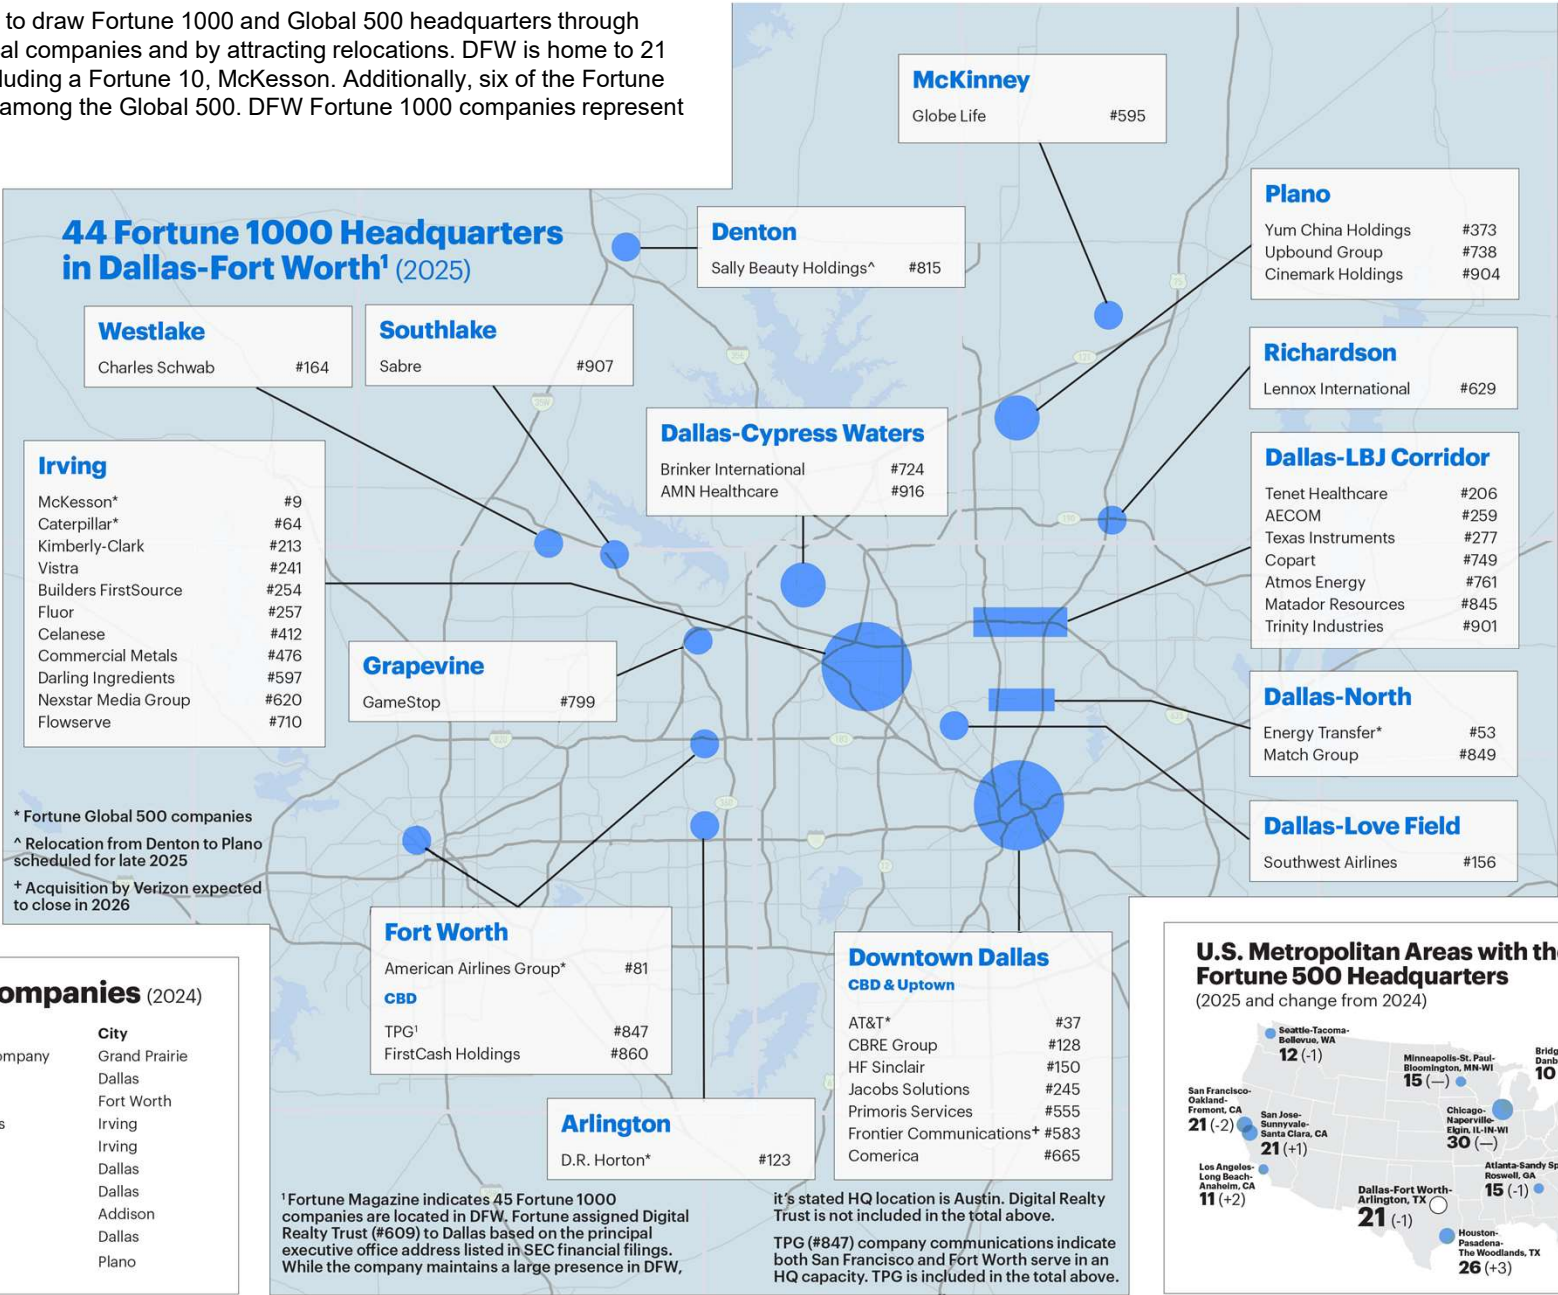 to draw Fortune 1000 and Global 500 headquarters through
al companies and by attracting relocations. DFW is home to 21
luding a Fortune 10, McKesson. Additionally, six of the Fortune
among the Global 500. DFW Fortune 1000 companies represent
44 Fortune 1000 Headquarters
in Dallas-Fort Worth¹ (2025)
McKinney
Globe Life #595
Denton
Sally Beauty Holdings^ #815
Plano
Yum China Holdings #373
Upbound Group #738
Cinemark Holdings #904
Westlake
Charles Schwab #164
Southlake
Sabre #907
Richardson
Lennox International #629
Dallas-Cypress Waters
Brinker International #724
AMN Healthcare #916
Irving
McKesson* #9
Caterpillar* #64
Kimberly-Clark #213
Vistra #241
Builders FirstSource #254
Fluor #257
Celanese #412
Commercial Metals #476
Darling Ingredients #597
Nexstar Media Group #620
Flowserve #710
Dallas-LBJ Corridor
Tenet Healthcare #206
AECOM #259
Texas Instruments #277
Copart #749
Atmos Energy #761
Matador Resources #845
Trinity Industries #901
Grapevine
GameStop #799
Dallas-North
Energy Transfer* #53
Match Group #849
Dallas-Love Field
Southwest Airlines #156
* Fortune Global 500 companies
^ Relocation from Denton to Plano
scheduled for late 2025
+ Acquisition by Verizon expected
to close in 2026
Fort Worth
American Airlines Group* #81
CBD
TPG¹ #847
FirstCash Holdings #860
Downtown Dallas
CBD & Uptown
AT&T* #37
CBRE Group #128
HF Sinclair #150
Jacobs Solutions #245
Primoris Services #555
Frontier Communications+ #583
Comerica #665
Arlington
D.R. Horton* #123
¹ Fortune Magazine indicates 45 Fortune 1000
companies are located in DFW. Fortune assigned Digital
Realty Trust (#609) to Dallas based on the principal
executive office address listed in SEC financial filings.
While the company maintains a large presence in DFW,
it's stated HQ location is Austin. Digital Realty
Trust is not included in the total above.
TPG (#847) company communications indicate
both San Francisco and Fort Worth serve in an
HQ capacity. TPG is included in the total above.
ompanies (2024)
City
ompany Grand Prairie
Dallas
Fort Worth
s Irving
Irving
Dallas
Dallas
Addison
Dallas
Plano
U.S. Metropolitan Areas with the
Fortune 500 Headquarters
(2025 and change from 2024)
Seattle-Tacoma-
Bellevue, WA
12 (-1)
Minneapolis-St. Paul-
Bloomington, MN-WI
15 (—)
Bridg
Danb
10
San Francisco-
Oakland-
Fremont, CA
21 (-2)
San Jose-
Sunnyvale-
Santa Clara, CA
21 (+1)
Chicago-
Naperville-
Elgin, IL-IN-WI
30 (—)
Los Angeles-
Long Beach-
Anaheim, CA
11 (+2)
Atlanta-Sandy Sp
Roswell, GA
15 (-1)
Dallas-Fort Worth-
Arlington, TX
21 (-1)
Houston-
Pasadena-
The Woodlands, TX
26 (+3)